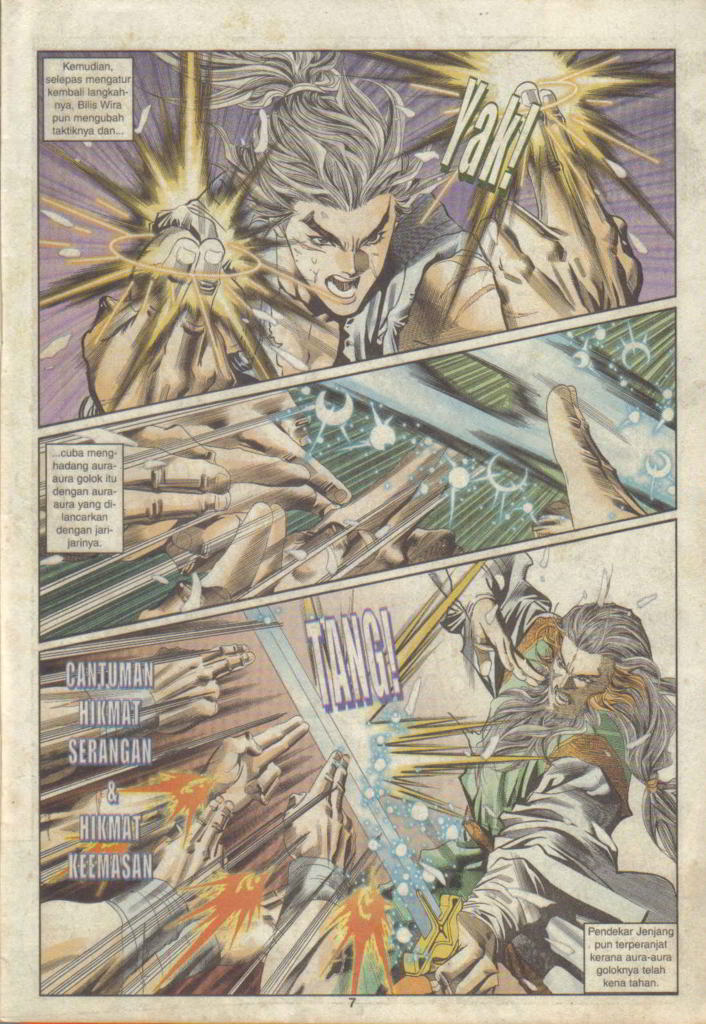 Kemudian,
selepas mengatur
kembali langkah-
nya, Bilis Wira
pun mengubah
taktiknya dan...
Yak!
...cuba meng-
hadang aura-
aura golok itu
dengan aura-
aura yang di-
lancarkan
dengan jari-
jarinya.
TANG!
CANTUMAN
HIKMAT
SERANGAN
&
HIKMAT
KEEMASAN
Pendekar Jenjang
pun terperanjat
kerana aura-aura
goloknya telah
kena tahan.
7